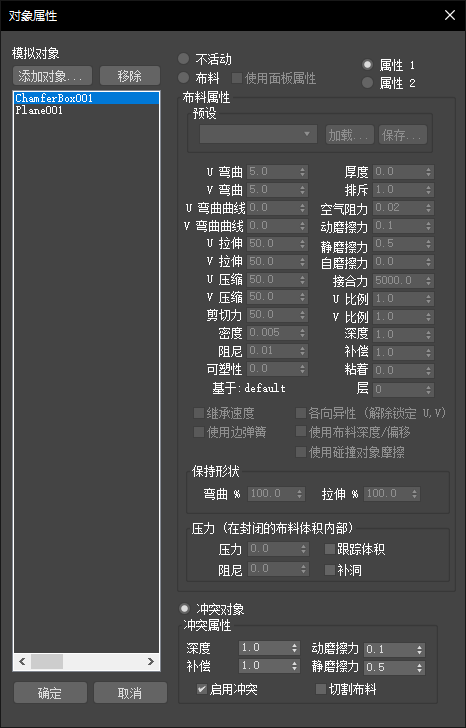 对象属性
模拟对象
添加对象... 移除
ChamferBox001
Plane001
确定 取消
不活动
布料 使用面板属性
属性 1
属性 2
布料属性
预设
加载... 保存...
U 弯曲 5.0 厚度 0.0
V 弯曲 5.0 排斥 1.0
U 弯曲曲线 0.0 空气阻力 0.02
V 弯曲曲线 0.0 动磨擦力 0.1
U 拉伸 50.0 静磨擦力 0.5
V 拉伸 50.0 自磨擦力 0.0
U 压缩 50.0 接合力 5000.0
V 压缩 50.0 U 比例 1.0
剪切力 50.0 V 比例 1.0
密度 0.005 深度 1.0
阻尼 0.01 补偿 1.0
可塑性 0.0 粘着 0.0
基于:default 层 0
继承速度 各向异性 (解除锁定 U,V)
使用边弹簧 使用布料深度/偏移
使用碰撞对象摩擦
保持形状
弯曲 % 100.0 拉伸 % 100.0
压力 (在封闭的布料体积内部)
压力 0.0 跟踪体积
阻尼 0.0 补洞
冲突对象
冲突属性
深度 1.0 动磨擦力 0.1
补偿 1.0 静磨擦力 0.5
启用冲突 切割布料